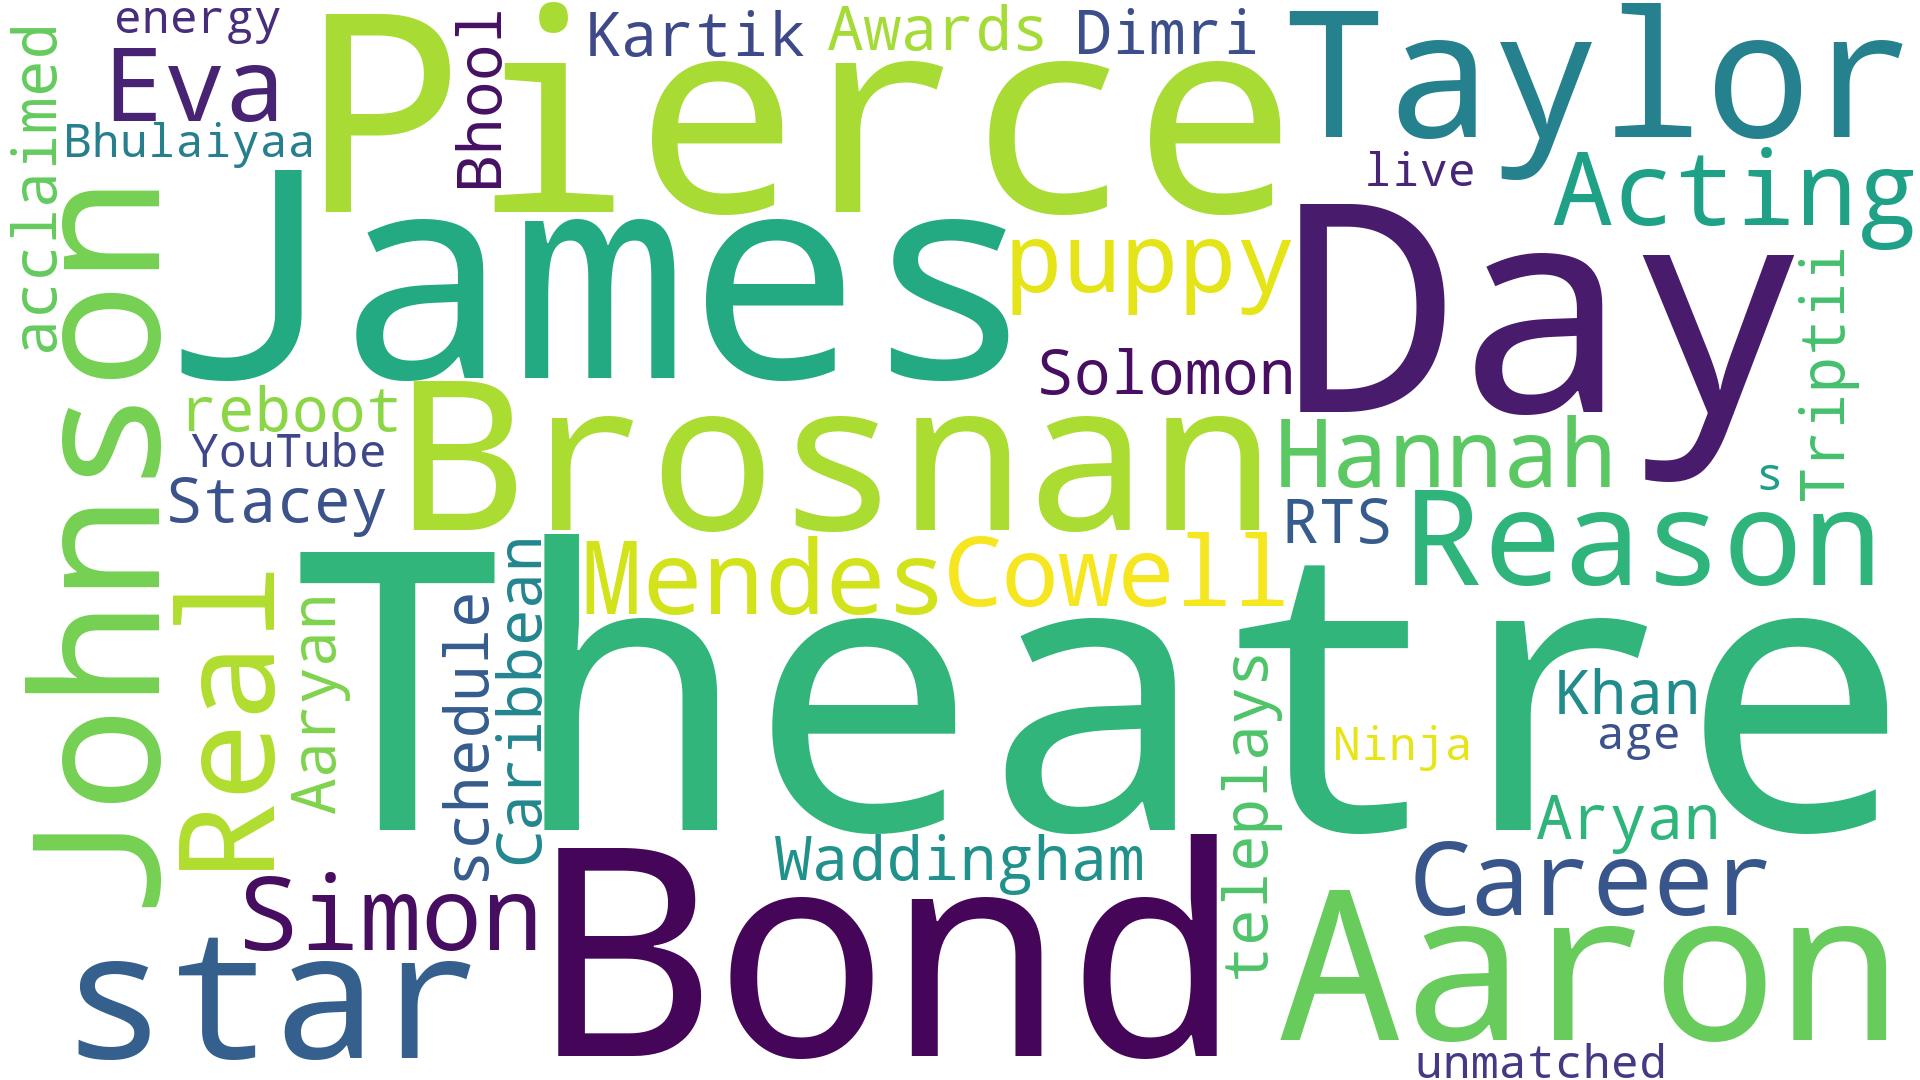 energy
Eva
Bhulaiyaa
acclaimed
Pierce
Bhool
Kartik
Awards
Dimri
Taylor
live
Acting
James
puppy
Day
Triptii
Johnson
Solomon
reboot
YouTube
Stacey
Brosnan
Hannah
s
RTS
Reason
Real
Aaryan
schedule
Caribbean
Theatre
Mendes
Cowell
teleplays
Khan
age
Ninja
Aryan
Waddingham
Career
Simon
star
Bond
Aaron
unmatched